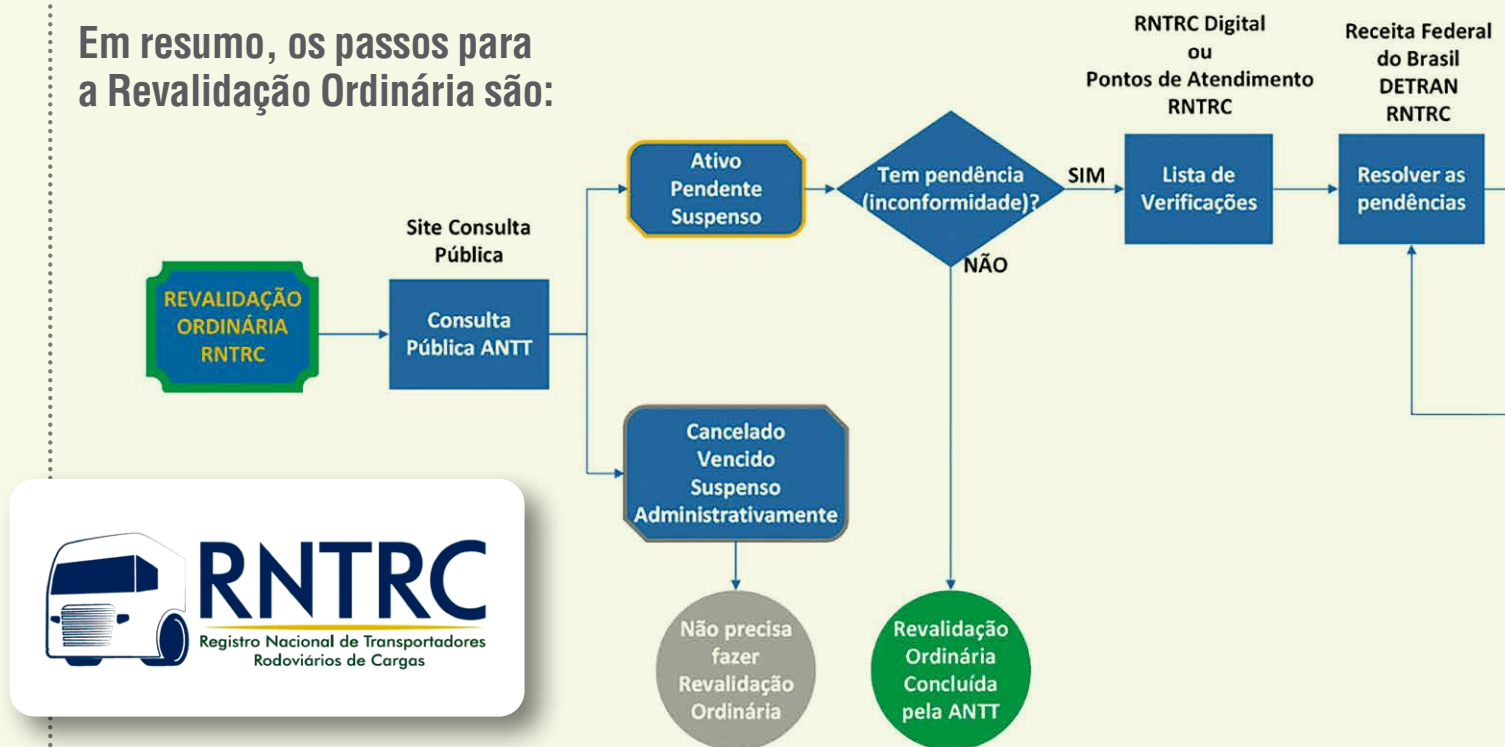 Em resumo, os passos para
a Revalidação Ordinária são:
RNTRC Digital
ou
Pontos de Atendimento
RNTRC
Receita Federal
do Brasil
DETRAN
RNTRC
Ativo
Pendente
Suspenso
Tem pendência
(inconformidade)?
SIM
Lista de
Verificações
Resolver as
pendências
NÃO
Site Consulta
Pública
REVALIDAÇÃO
ORDINÁRIA
RNTRC
Consulta
Pública ANTT
Cancelado
Vencido
Suspenso
Administrativamente
Não precisa
fazer
Revalidação
Ordinária
Revalidação
Ordinária
Concluída
pela ANTT
RNTRC
Registro Nacional de Transportadores
Rodoviários de Cargas